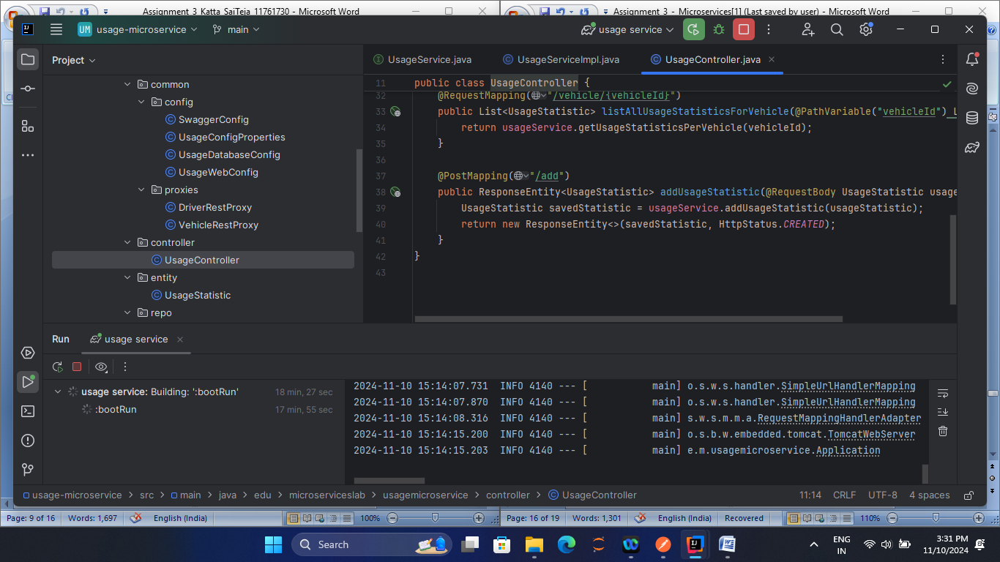 Assignment_3_Katta_SaiTeja_11761730 - Microsoft Word
Assignment_3_-_Microservices[1] (Last saved by user) - Microsoft Word
UM usage-microservice
main
usage service
Project
UsageService.java
UsageServiceImpl.java
UsageController.java
common
config
SwaggerConfig
UsageConfigProperties
UsageDatabaseConfig
UsageWebConfig
proxies
DriverRestProxy
VehicleRestProxy
controller
UsageController
entity
UsageStatistic
repo
11 public class UsageController {
32 @RequestMapping("/vehicle/{vehicleId}")
33 public List<UsageStatistic> listAllUsageStatisticsForVehicle(@PathVariable("vehicleId") L
34 return usageService.getUsageStatisticsPerVehicle(vehicleId);
35 }
36
37 @PostMapping("/add")
38 public ResponseEntity<UsageStatistic> addUsageStatistic(@RequestBody UsageStatistic usage
39 UsageStatistic savedStatistic = usageService.addUsageStatistic(usageStatistic);
40 return new ResponseEntity<>(savedStatistic, HttpStatus.CREATED);
41 }
42 }
43
Run
usage service
usage service: Building: ':bootRun' 18 min, 27 sec
:bootRun 17 min, 55 sec
2024-11-10 15:14:07.731 INFO 4140 --- [ main] o.s.w.s.handler.SimpleUrlHandlerMapping
2024-11-10 15:14:07.870 INFO 4140 --- [ main] o.s.w.s.handler.SimpleUrlHandlerMapping
2024-11-10 15:14:08.316 INFO 4140 --- [ main] s.w.s.m.m.a.RequestMappingHandlerAdapter
2024-11-10 15:14:15.200 INFO 4140 --- [ main] o.s.b.w.embedded.tomcat.TomcatWebServer
2024-11-10 15:14:15.203 INFO 4140 --- [ main] e.m.usagemicroservice.Application
usage-microservice > src > main > java > edu > microserviceslab > usagemicroservice > controller > UsageController
11:14 CRLF UTF-8 4 spaces
Page: 9 of 16 Words: 1,697 English (India) 100%
Page: 16 of 19 Words: 1,301 English (India) Recovered 110%
Search
ENG
IN
3:31 PM
11/10/2024